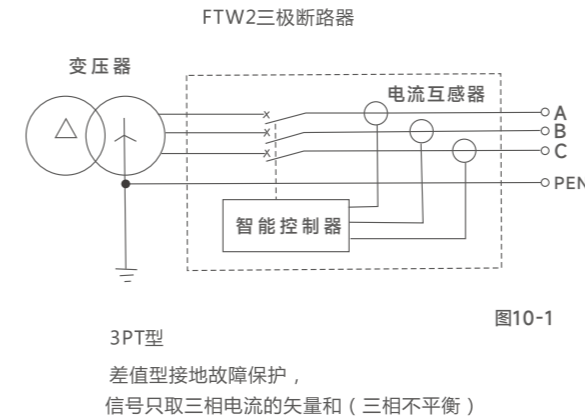 FTW2三极断路器
变压器
电流互感器
A
B
C
PEN
智能控制器
图10-1
3PT型
差值型接地故障保护，
信号只取三相电流的矢量和（三相不平衡）